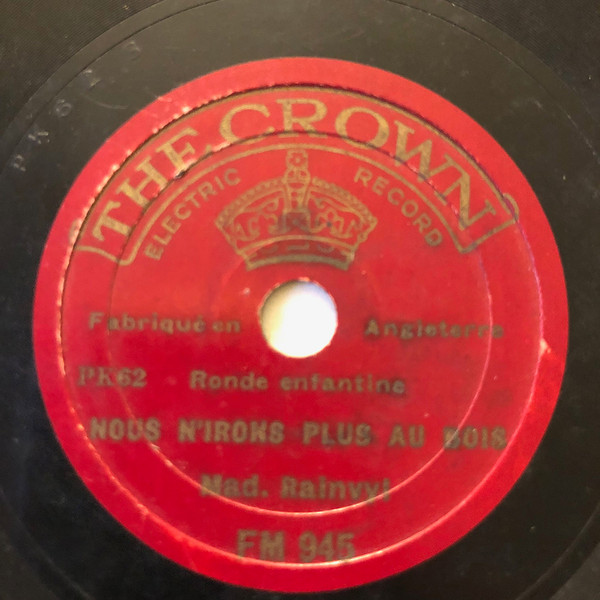 THE CROWN
ELECTRIC RECORD
Fabriqué en Angleterre
PK62 Ronde enfantine
NOUS N'IRONS PLUS AU BOIS
Mad. Rainvyl
FM 945